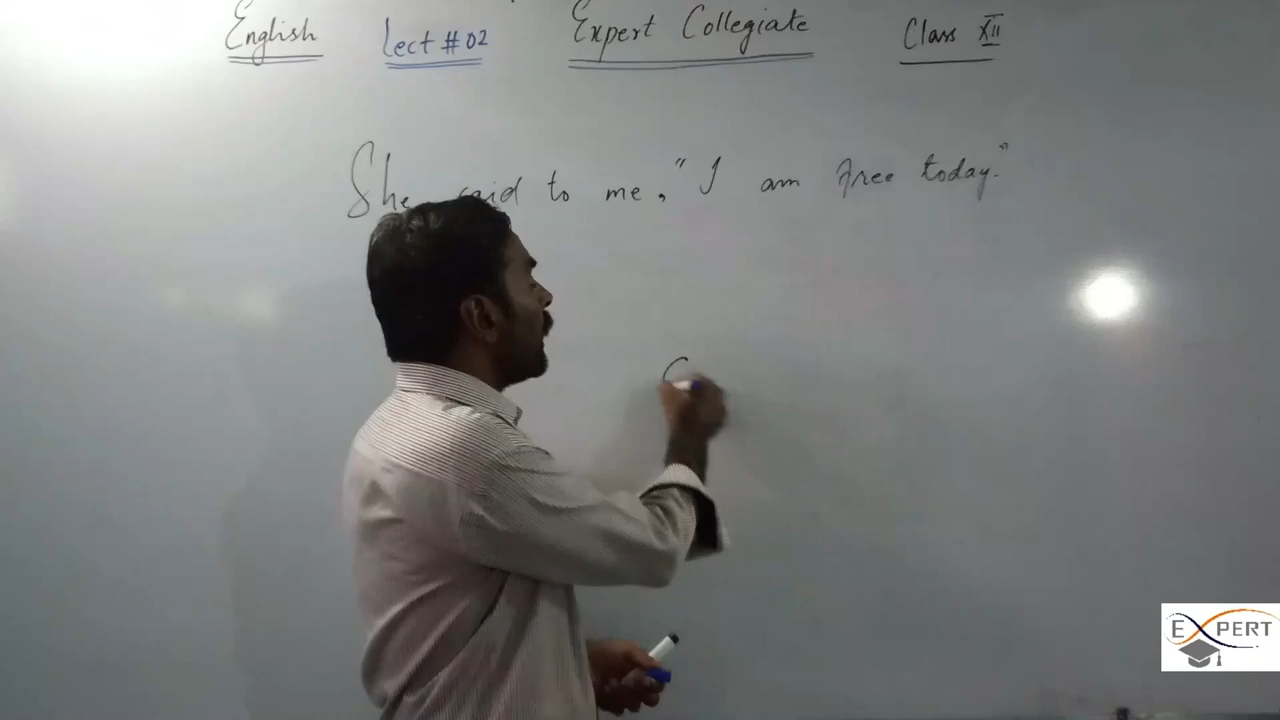 English Lect # 02 Expert Collegiate Class XII
She said to me, "I am free today."
EXPERT